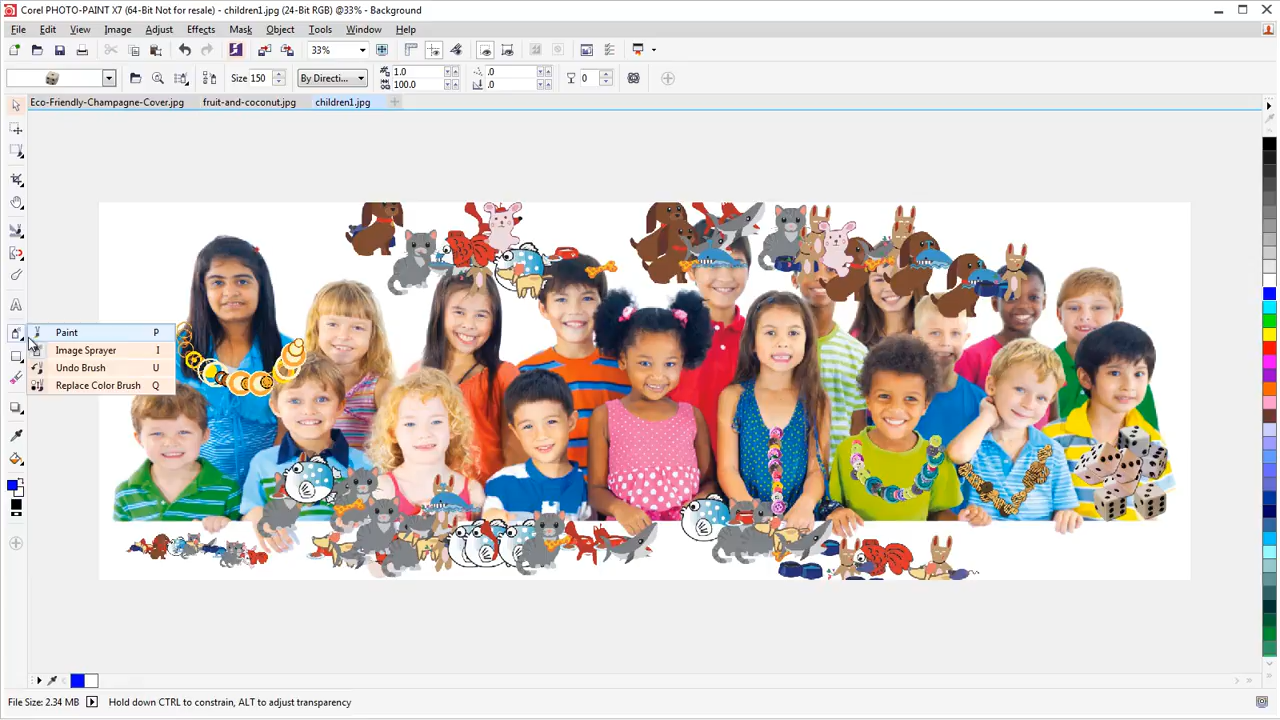 Corel PHOTO-PAINT X7 (64-Bit Not for resale) - children1.jpg (24-Bit RGB) @33% - Background
File Edit View Image Adjust Effects Mask Object Tools Window Help
33%
Size 150 By Directi... 1.0 100.0 .0 .0 0
Eco-Friendly-Champagne-Cover.jpg fruit-and-coconut.jpg children1.jpg
Paint P
Image Sprayer I
Undo Brush U
Replace Color Brush Q
File Size: 2.34 MB Hold down CTRL to constrain, ALT to adjust transparency